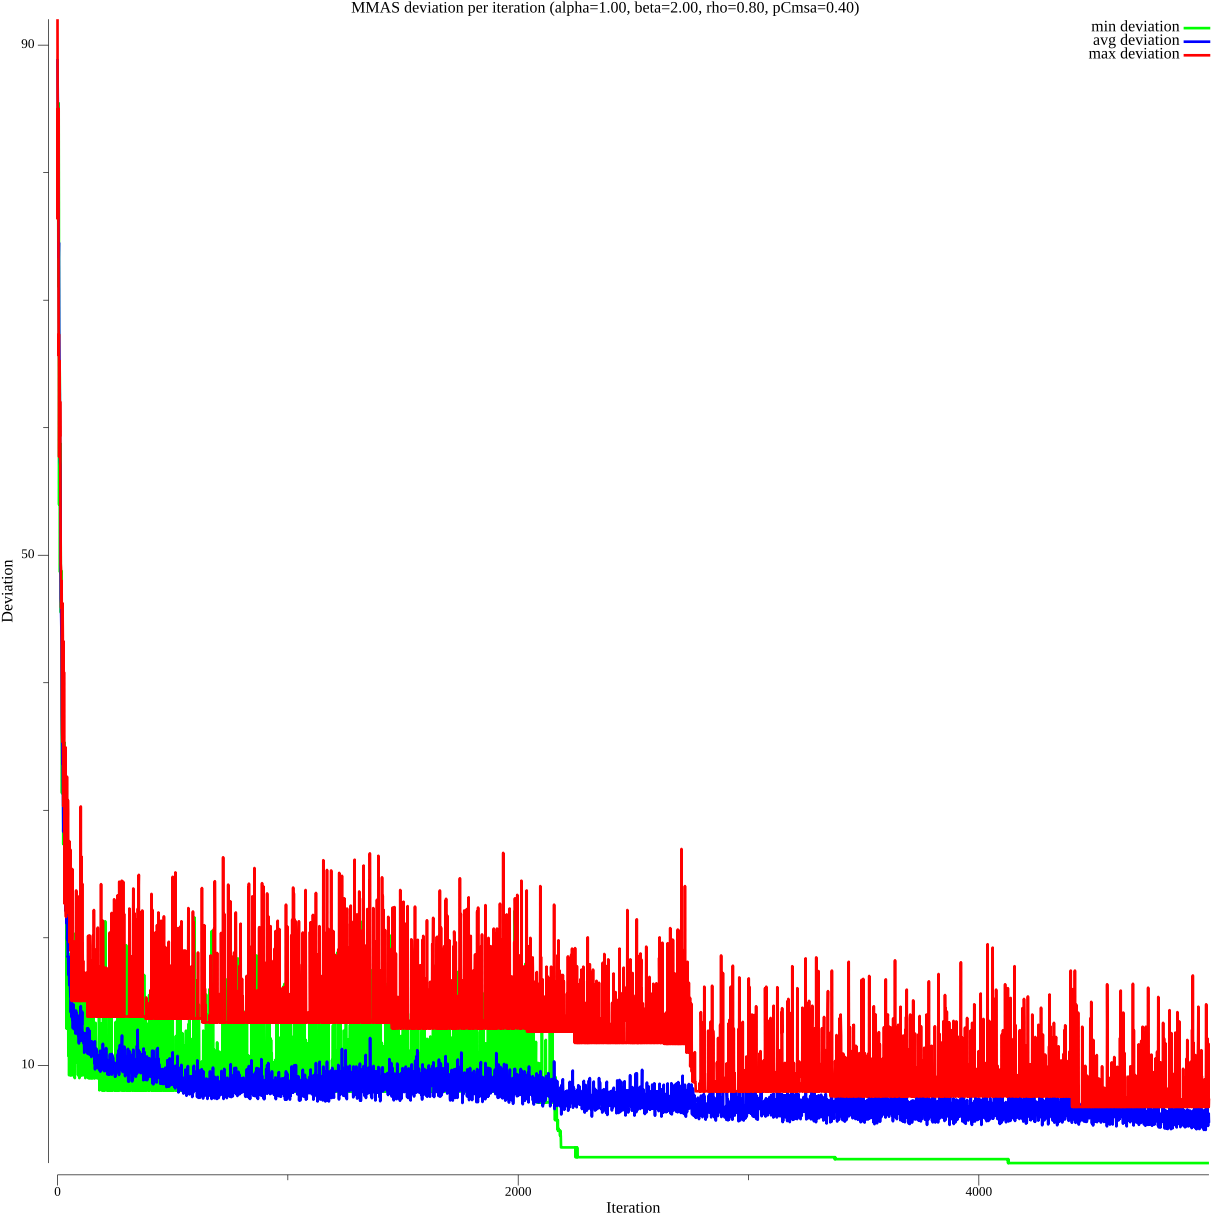 MMAS deviation per iteration (alpha=1.00, beta=2.00, rho=0.80, pCmsa=0.40)
min deviation
avg deviation
max deviation
90
50
10
Deviation
0
2000
4000
Iteration